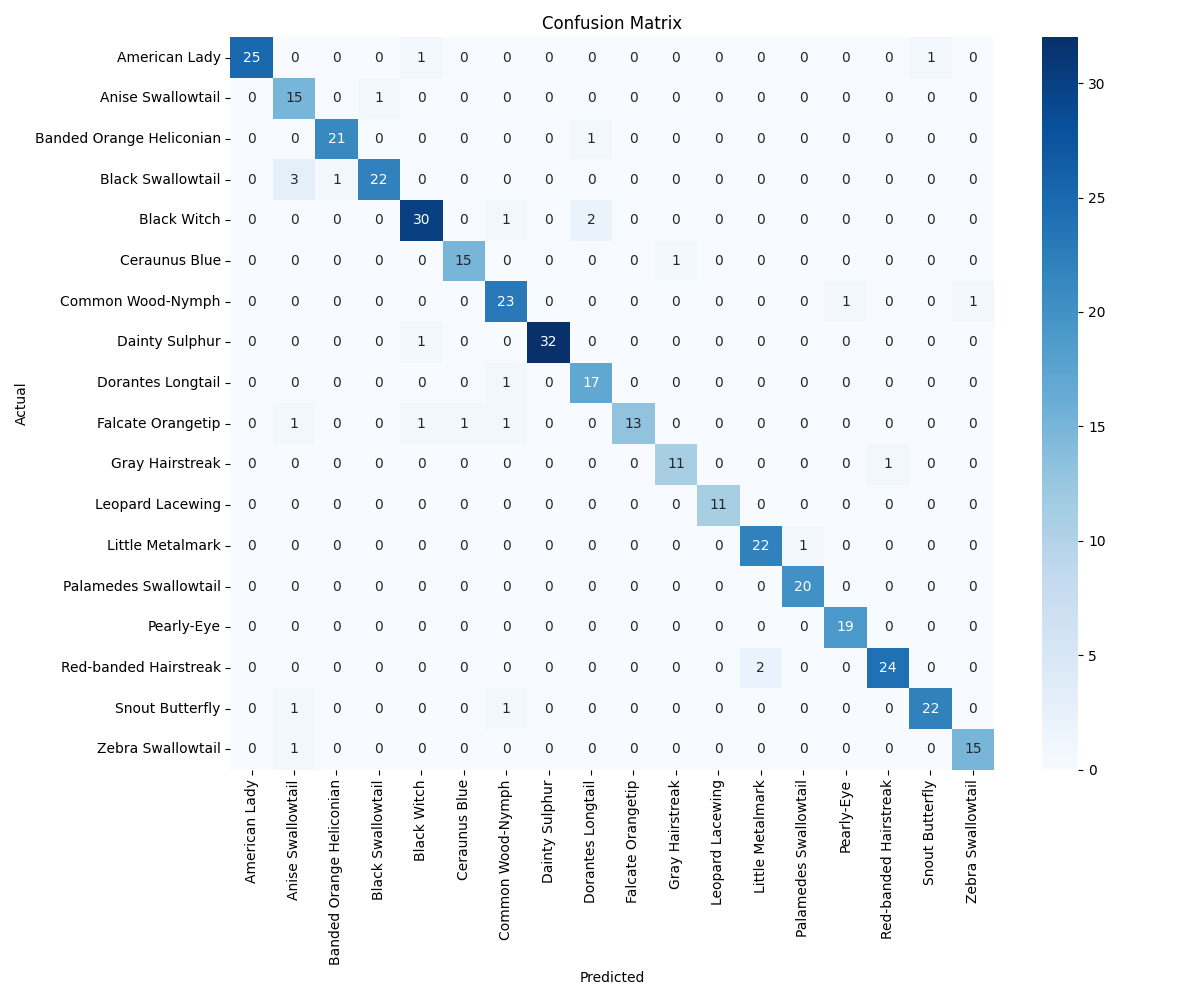 Confusion Matrix
American Lady 25 0 0 0 1 0 0 0 0 0 0 0 0 0 0 0 1 0
Anise Swallowtail 0 15 0 1 0 0 0 0 0 0 0 0 0 0 0 0 0 0
Banded Orange Heliconian 0 0 21 0 0 0 0 0 1 0 0 0 0 0 0 0 0 0
Black Swallowtail 0 3 1 22 0 0 0 0 0 0 0 0 0 0 0 0 0 0
Black Witch 0 0 0 0 30 0 1 0 2 0 0 0 0 0 0 0 0 0
Ceraunus Blue 0 0 0 0 0 15 0 0 0 0 1 0 0 0 0 0 0 0
Common Wood-Nymph 0 0 0 0 0 0 23 0 0 0 0 0 0 0 1 0 0 1
Dainty Sulphur 0 0 0 0 1 0 0 32 0 0 0 0 0 0 0 0 0 0
Dorantes Longtail 0 0 0 0 0 0 1 0 17 0 0 0 0 0 0 0 0 0
Falcate Orangetip 0 1 0 0 1 1 1 0 0 13 0 0 0 0 0 0 0 0
Gray Hairstreak 0 0 0 0 0 0 0 0 0 0 11 0 0 0 0 1 0 0
Leopard Lacewing 0 0 0 0 0 0 0 0 0 0 0 11 0 0 0 0 0 0
Little Metalmark 0 0 0 0 0 0 0 0 0 0 0 0 22 1 0 0 0 0
Palamedes Swallowtail 0 0 0 0 0 0 0 0 0 0 0 0 0 20 0 0 0 0
Pearly-Eye 0 0 0 0 0 0 0 0 0 0 0 0 0 0 19 0 0 0
Red-banded Hairstreak 0 0 0 0 0 0 0 0 0 0 0 0 2 0 0 24 0 0
Snout Butterfly 0 1 0 0 0 0 1 0 0 0 0 0 0 0 0 0 22 0
Zebra Swallowtail 0 1 0 0 0 0 0 0 0 0 0 0 0 0 0 0 0 15
Actual
American Lady
Anise Swallowtail
Banded Orange Heliconian
Black Swallowtail
Black Witch
Ceraunus Blue
Common Wood-Nymph
Dainty Sulphur
Dorantes Longtail
Falcate Orangetip
Gray Hairstreak
Leopard Lacewing
Little Metalmark
Palamedes Swallowtail
Pearly-Eye
Red-banded Hairstreak
Snout Butterfly
Zebra Swallowtail
Predicted
30
25
20
15
10
5
0